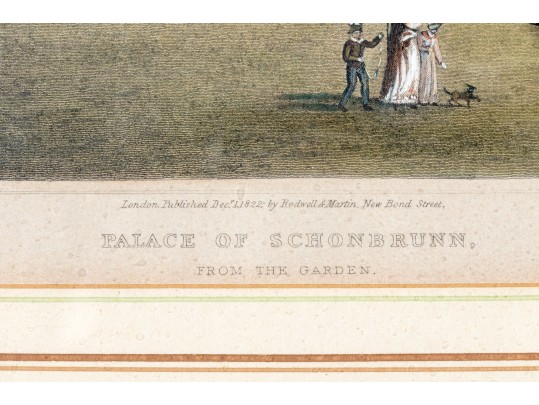 London. Published Dec.r 1, 1822, by Rodwell & Martin, New Bond Street,
PALACE OF SCHONBRUNN,
FROM THE GARDEN.